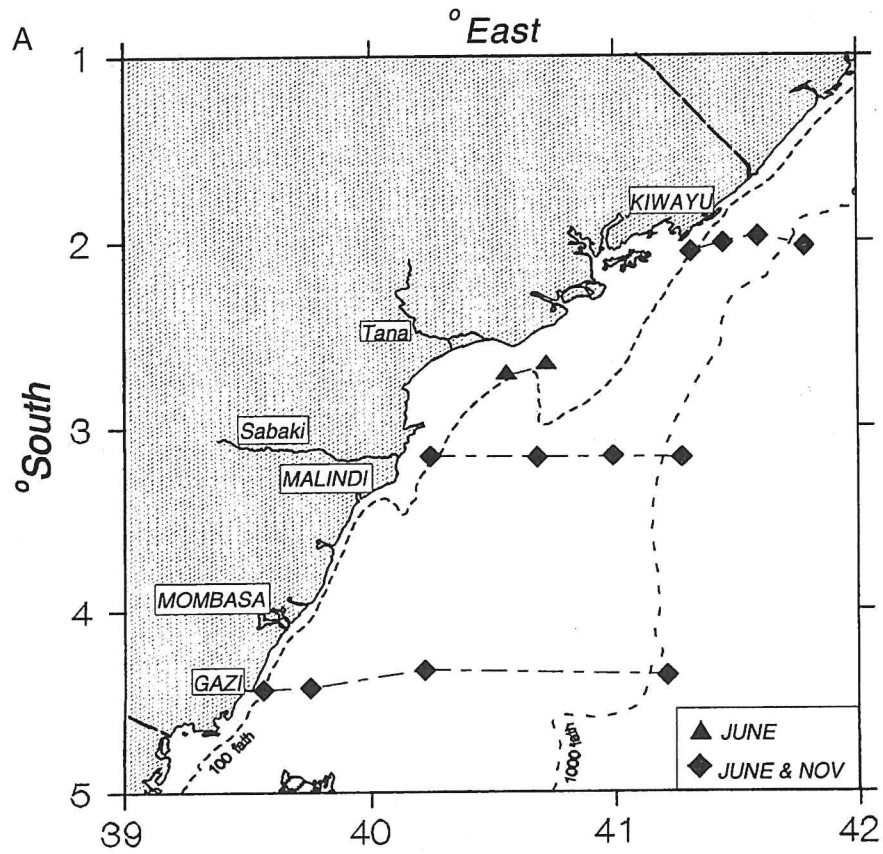 A
° East
1
KIWAYU
2
Tana
°South
3
Sabaki
MALINDI
MOMBASA
4
GAZI
100 fath
1000 fath
JUNE
JUNE & NOV
5
39
40
41
42